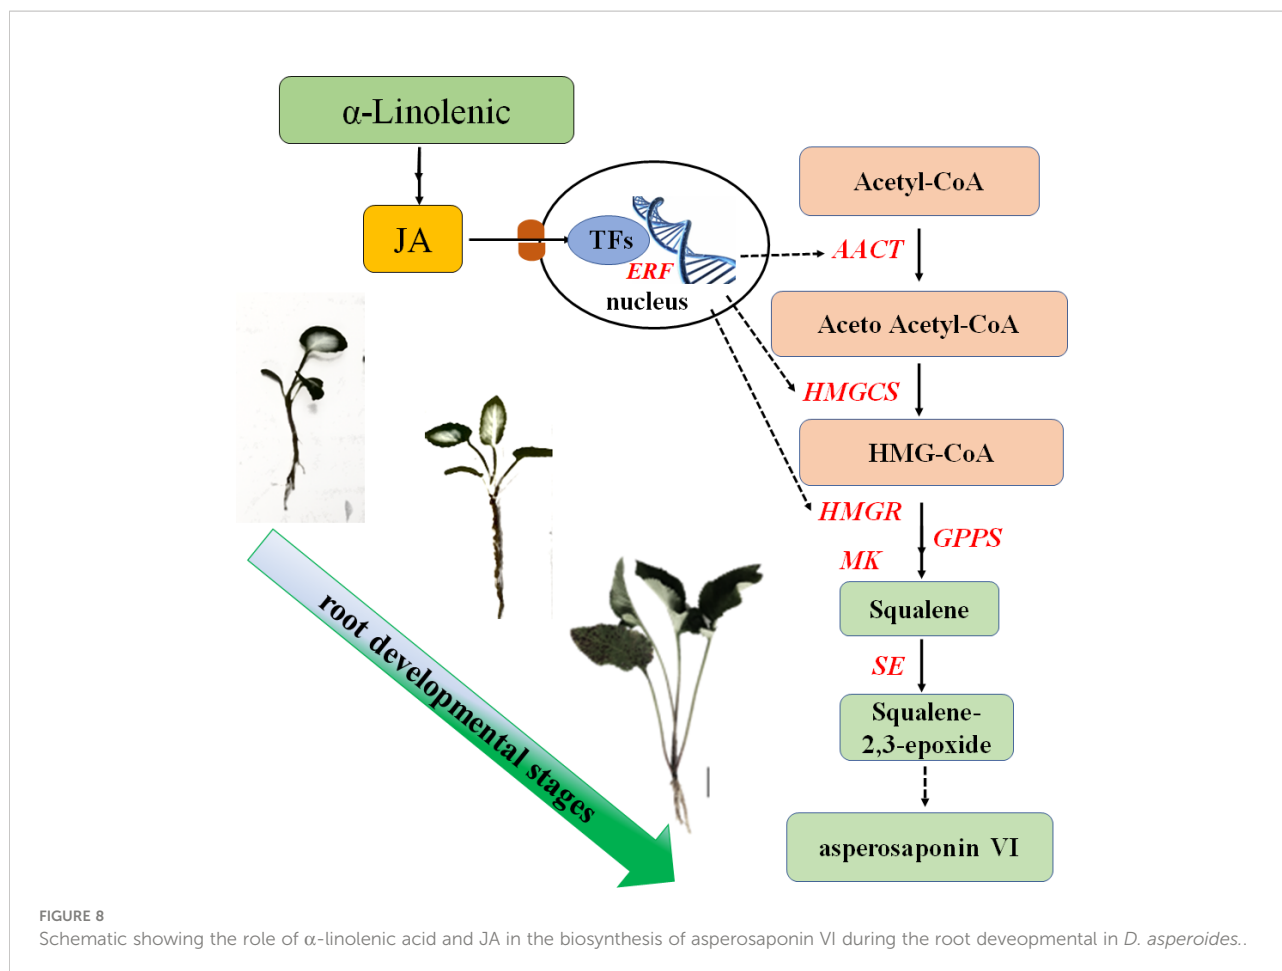 α-Linolenic
JA
TFs
ERF
nucleus
Acetyl-CoA
AACT
Aceto Acetyl-CoA
HMGCS
HMG-CoA
HMGR
GPPS
MK
Squalene
SE
Squalene-
2,3-epoxide
asperosaponin VI
root developmental stages
FIGURE 8
Schematic showing the role of α-linolenic acid and JA in the biosynthesis of asperosaponin VI during the root deveopmental in D. asperoides..